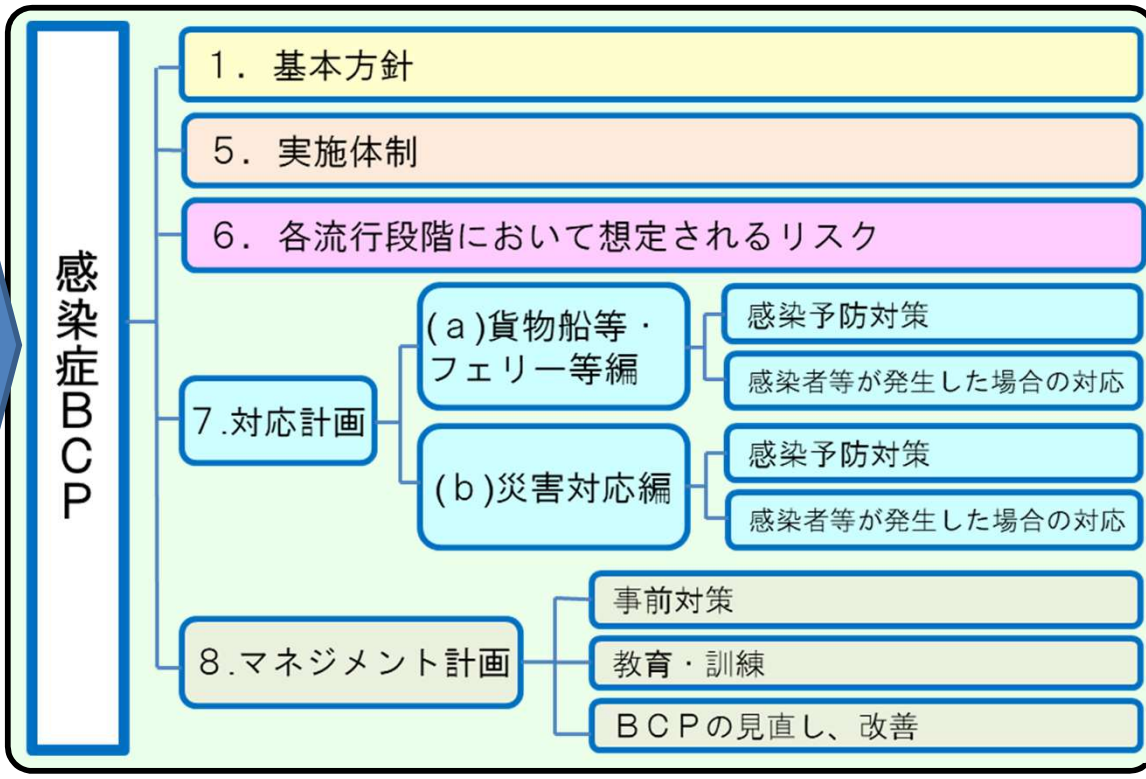 感染症BCP
１．基本方針
５．実施体制
６．各流行段階において想定されるリスク
７.対応計画
(a)貨物船等・
フェリー等編
感染予防対策
感染者等が発生した場合の対応
(b)災害対応編
感染予防対策
感染者等が発生した場合の対応
８.マネジメント計画
事前対策
教育・訓練
ＢＣＰの見直し、改善